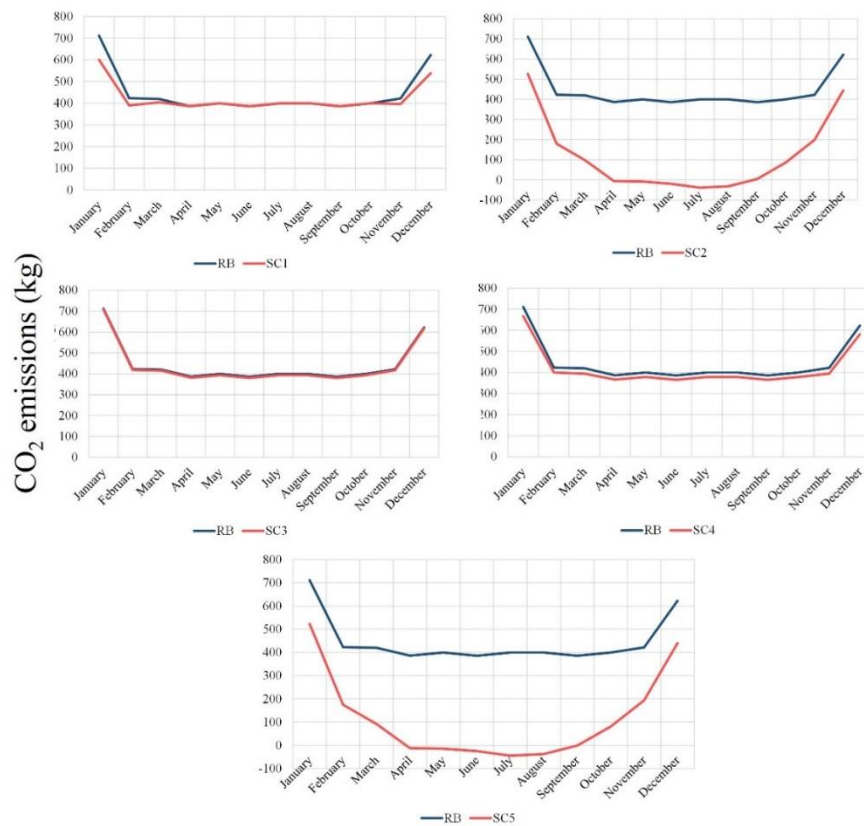 CO₂ emissions (kg)
800
700
600
500
400
300
200
100
0
January
February
March
April
May
June
July
August
September
October
November
December
RB SC1
800
700
600
500
400
300
200
100
0
-100
January
February
March
April
May
June
July
August
September
October
November
December
RB SC2
800
700
600
500
400
300
200
100
0
January
February
March
April
May
June
July
August
September
October
November
December
RB SC3
800
700
600
500
400
300
200
100
0
January
February
March
April
May
June
July
August
September
October
November
December
RB SC4
800
700
600
500
400
300
200
100
0
-100
January
February
March
April
May
June
July
August
September
October
November
December
RB SC5